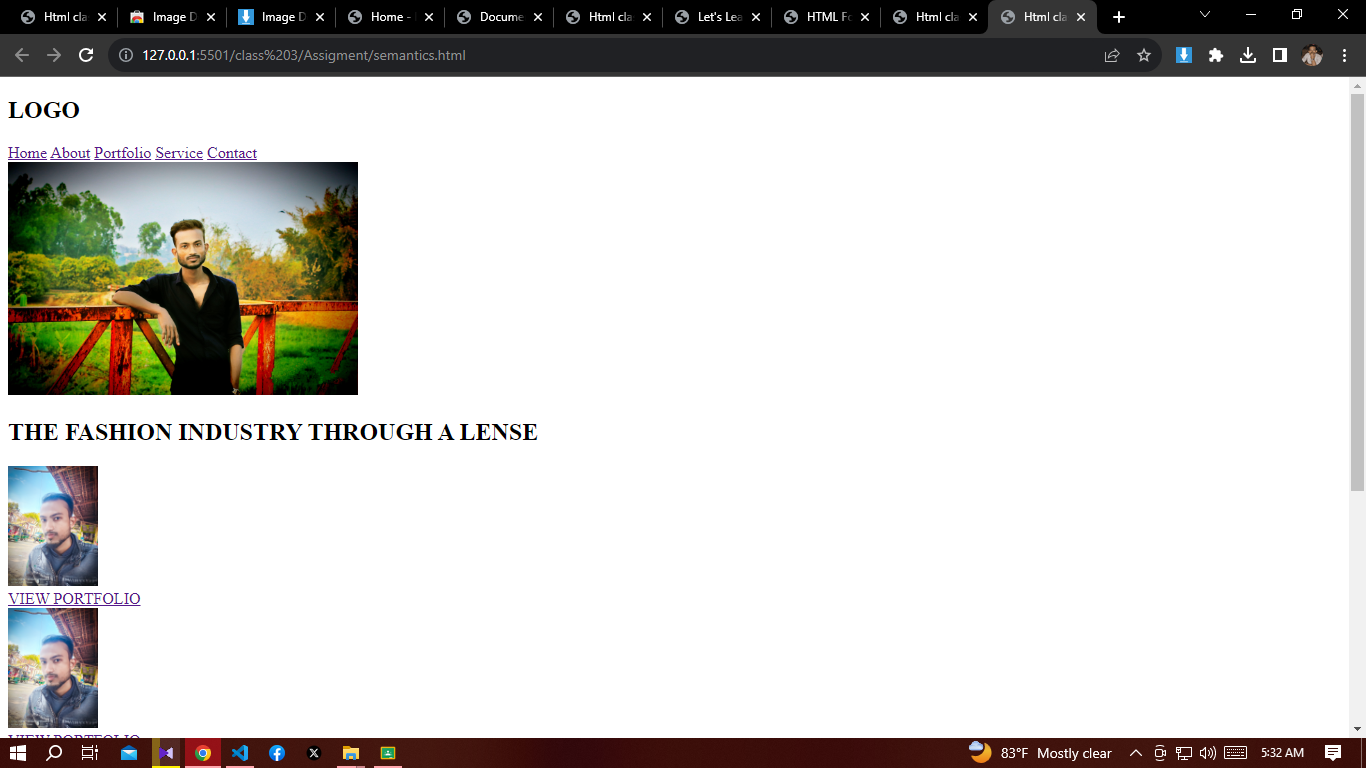 Html cla
Image D
Image D
Home -
Docume
Html cla
Let's Lea
HTML Fo
Html cla
Html cla
127.0.0.1:5501/class%203/Assigment/semantics.html
LOGO
Home About Portfolio Service Contact
THE FASHION INDUSTRY THROUGH A LENSE
VIEW PORTFOLIO
VIEW PORTFOLIO
83°F Mostly clear
5:32 AM